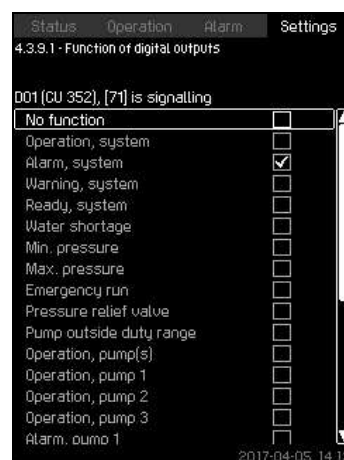 Status Operation Alarm Settings
4.3.9.1 - Function of digital outputs
DO1 (CU 352), [71] is signalling
No function
Operation, system
Alarm, system
Warning, system
Ready, system
Water shortage
Min. pressure
Max. pressure
Emergency run
Pressure relief valve
Pump outside duty range
Operation, pump(s)
Operation, pump 1
Operation, pump 2
Operation, pump 3
Alarm, pump 1
2017-04-05 14:1